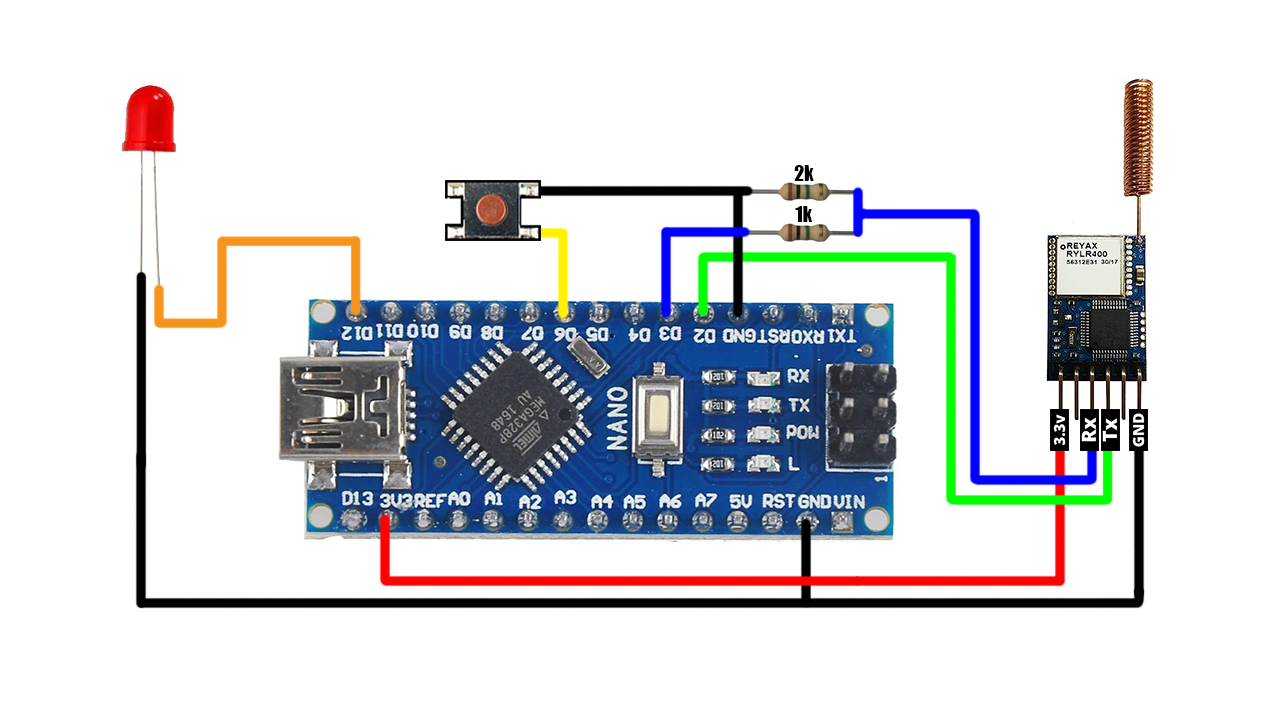 2k
1k
REYAX
RYLR400
56312E31 30/17
D12
D11
D10
D9
D8
D7
D6
D5
D4
D3
D2
GND
RST
RX0
TX1
RX
TX
POW
L
NANO
MEGA328P
AU 1648
Atmel
1
3.3v
Rx
Tx
GND
D13
3V3
REF
A0
A1
A2
A3
A4
A5
A6
A7
5V
RST
GND
VIN